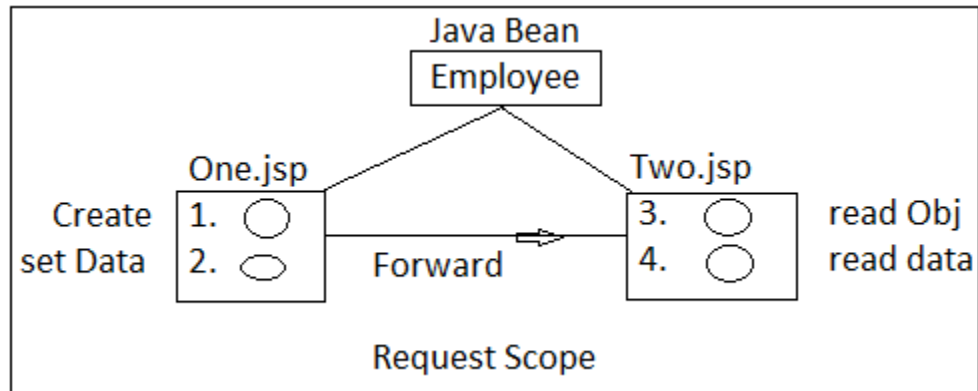 Java Bean
Employee
One.jsp
Two.jsp
Create 1.
set Data 2.
Forward
3. read Obj
4. read data
Request Scope